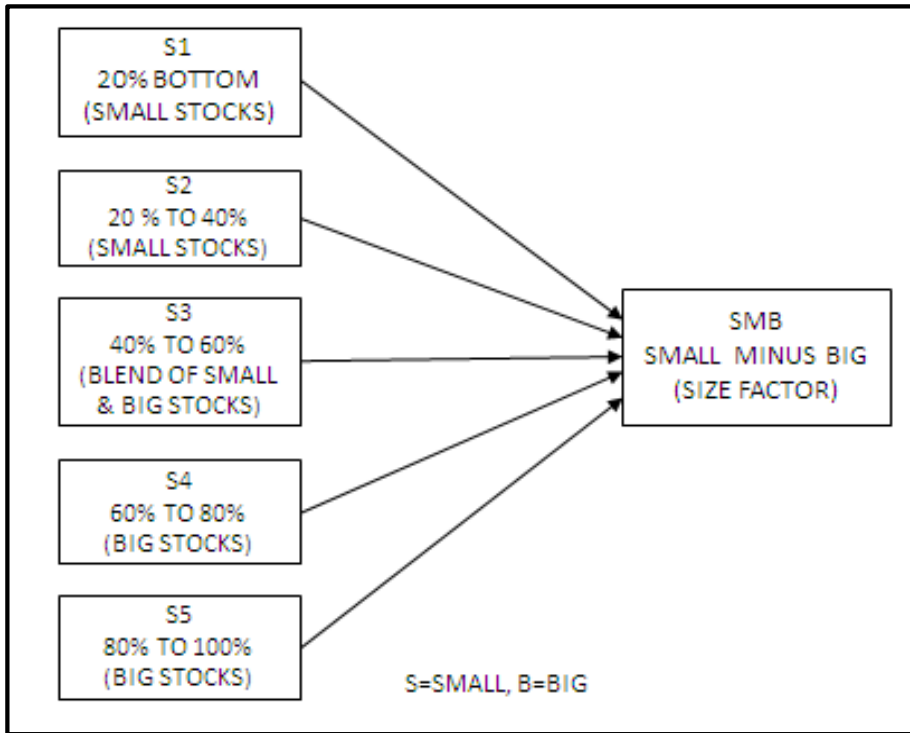 S1
20% BOTTOM
(SMALL STOCKS)
S2
20 % TO 40%
(SMALL STOCKS)
S3
40% TO 60%
(BLEND OF SMALL
& BIG STOCKS)
S4
60% TO 80%
(BIG STOCKS)
S5
80% TO 100%
(BIG STOCKS)
SMB
SMALL MINUS BIG
(SIZE FACTOR)
S=SMALL, B=BIG